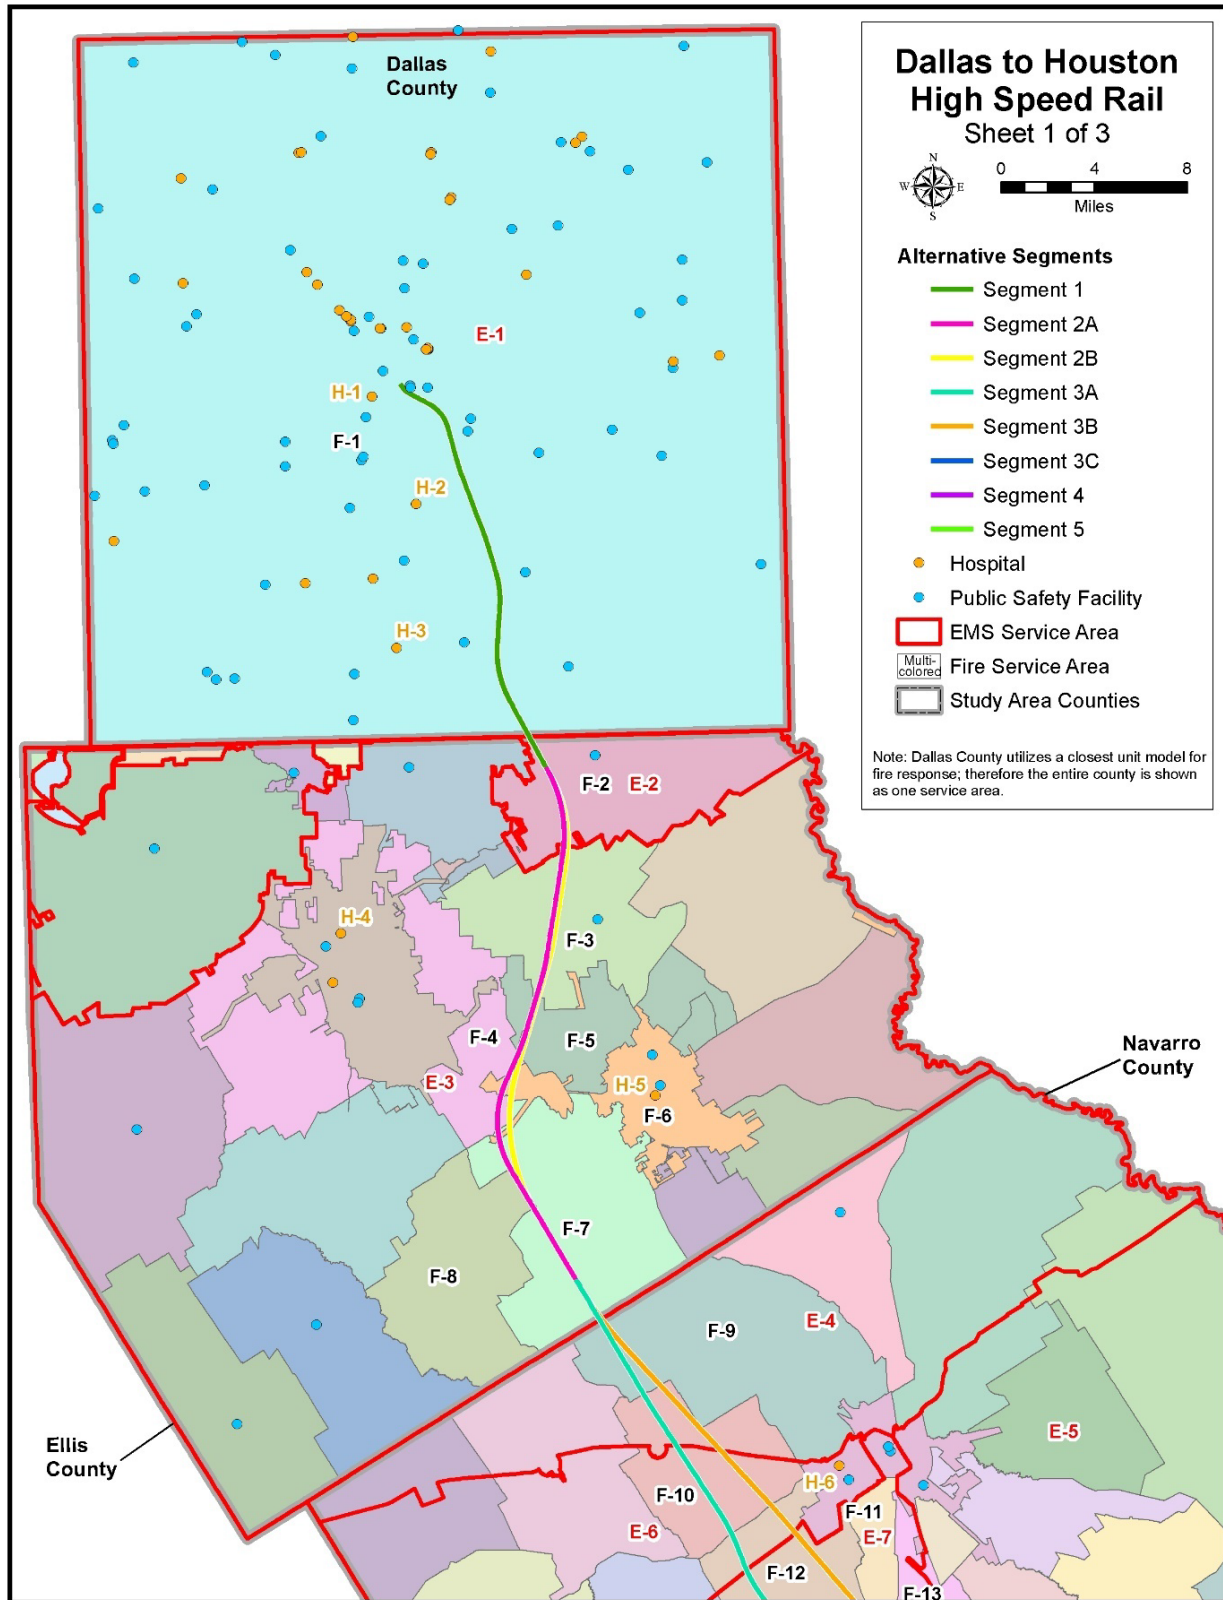 Dallas
County
Dallas to Houston
High Speed Rail
Sheet 1 of 3
N
W
E
S
0
4
8
Miles
Alternative Segments
Segment 1
Segment 2A
Segment 2B
Segment 3A
Segment 3B
Segment 3C
Segment 4
Segment 5
Hospital
Public Safety Facility
EMS Service Area
Multi-
colored
Fire Service Area
Study Area Counties
Note: Dallas County utilizes a closest unit model for
fire response; therefore the entire county is shown
as one service area.
E-1
H-1
F-1
H-2
H-3
F-2
E-2
H-4
F-3
F-4
F-5
E-3
H-5
F-6
Navarro
County
F-7
F-8
F-9
E-4
Ellis
County
E-5
H-6
F-10
F-11
E-6
E-7
F-12
F-13